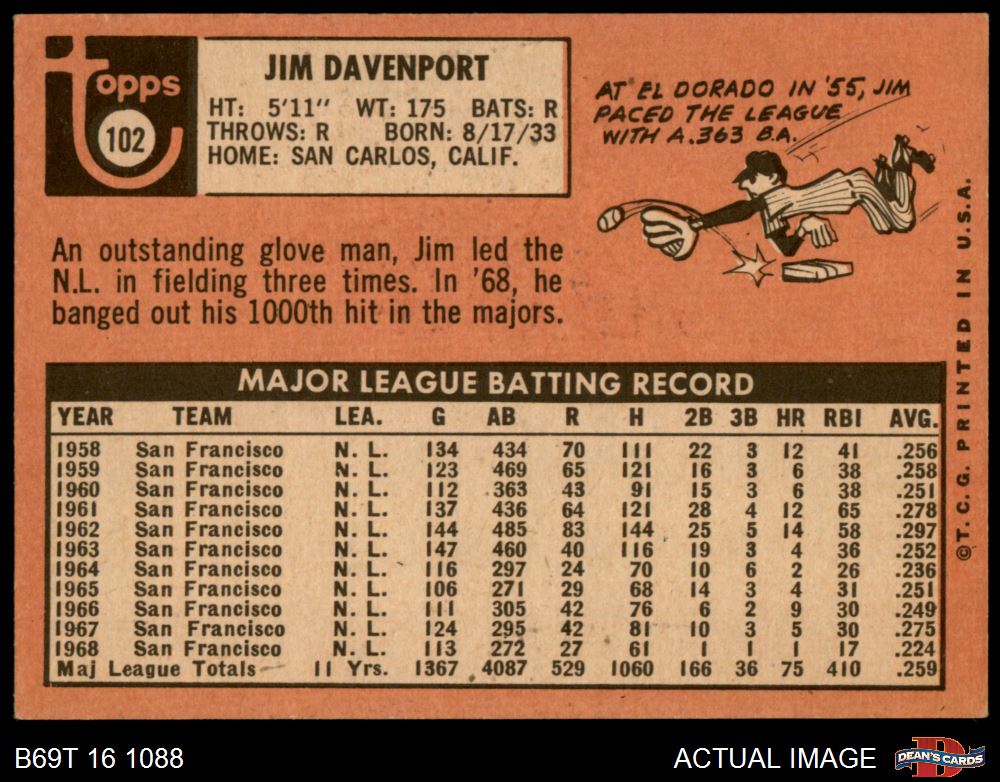 Topps
102
JIM DAVENPORT
HT: 5'11" WT: 175 BATS: R
THROWS: R BORN: 8/17/33
HOME: SAN CARLOS, CALIF.
AT EL DORADO IN '55, JIM
PACED THE LEAGUE
WITH A .363 B.A.
An outstanding glove man, Jim led the
N.L. in fielding three times. In '68, he
banged out his 1000th hit in the majors.
MAJOR LEAGUE BATTING RECORD
YEAR TEAM LEA. G AB R H 2B 3B HR RBI AVG.
1958 San Francisco N. L. 134 434 70 111 22 3 12 41 .256
1959 San Francisco N. L. 123 469 65 121 16 3 6 38 .258
1960 San Francisco N. L. 112 363 43 91 15 3 6 38 .251
1961 San Francisco N. L. 137 436 64 121 28 4 12 65 .278
1962 San Francisco N. L. 144 485 83 144 25 5 14 58 .297
1963 San Francisco N. L. 147 460 40 116 19 3 4 36 .252
1964 San Francisco N. L. 116 297 24 70 10 6 2 26 .236
1965 San Francisco N. L. 106 271 29 68 14 3 4 31 .251
1966 San Francisco N. L. 111 305 42 76 6 2 9 30 .249
1967 San Francisco N. L. 124 295 42 81 10 3 5 30 .275
1968 San Francisco N. L. 113 272 27 61 1 1 1 17 .224
Maj League Totals 11 Yrs. 1367 4087 529 1060 166 36 75 410 .259
©T.C.G. PRINTED IN U.S.A.
B69T 16 1088
ACTUAL IMAGE
D
DEAN'S CARDS